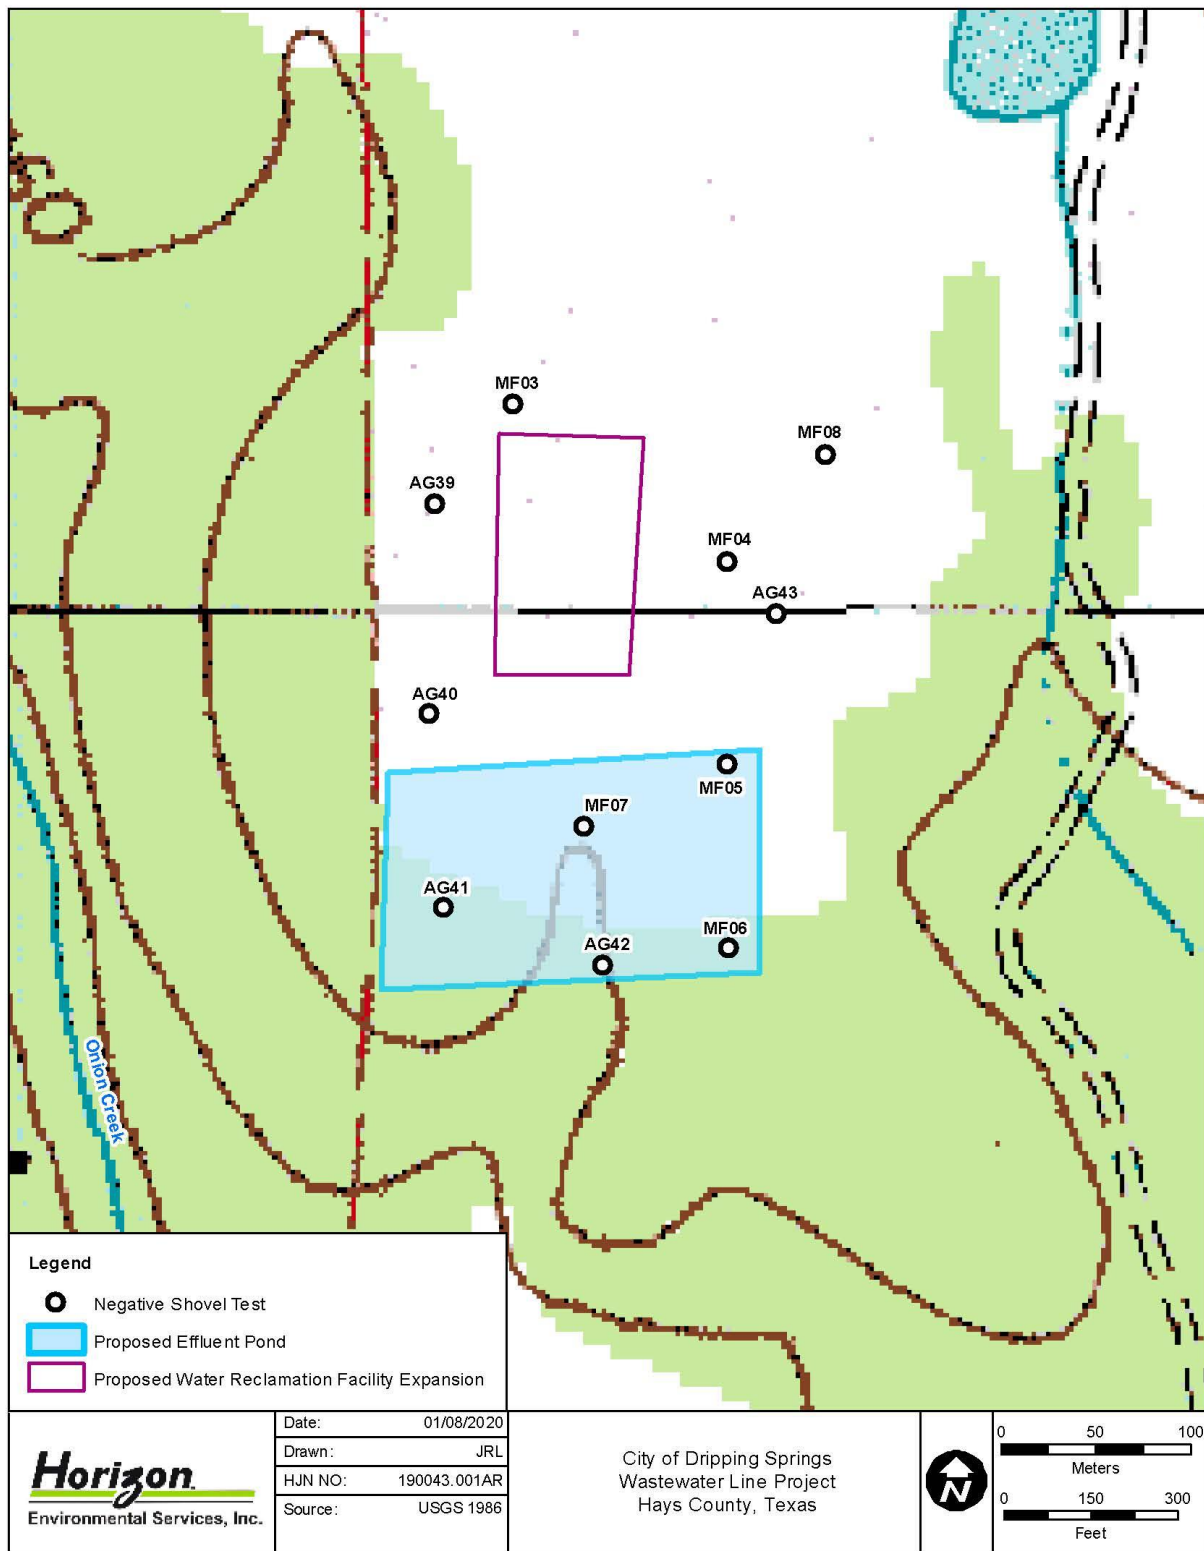 60
MF03
MF08
AG39
MF04
AG43
AG40
MF05
MF07
AG41
MF06
AG42
Onion Creek
Legend
Negative Shovel Test
Proposed Effluent Pond
Proposed Water Reclamation Facility Expansion
Horizon
Environmental Services, Inc.
Date: 01/08/2020
Drawn: JRL
HJN NO: 190043.001AR
Source: USGS 1986
City of Dripping Springs
Wastewater Line Project
Hays County, Texas
N
0 50 100
Meters
0 150 300
Feet